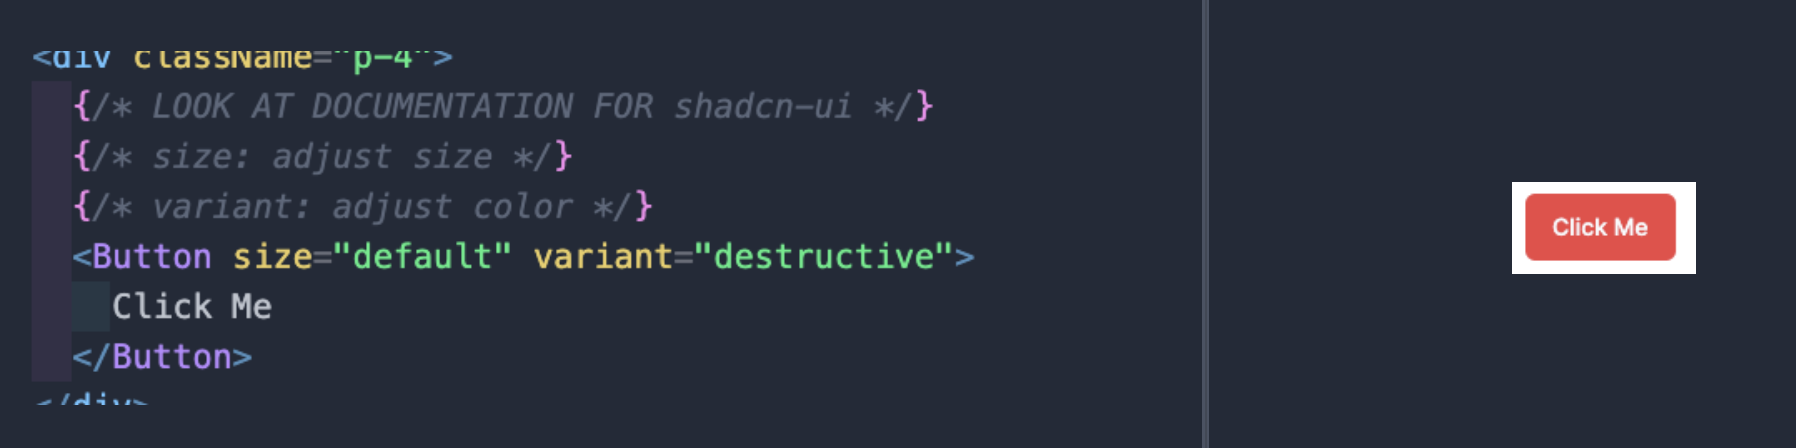 <div className="p-4">
{/* LOOK AT DOCUMENTATION FOR shadcn-ui */}
{/* size: adjust size */}
{/* variant: adjust color */}
<Button size="default" variant="destructive">
Click Me
</Button>
</div>
Click Me